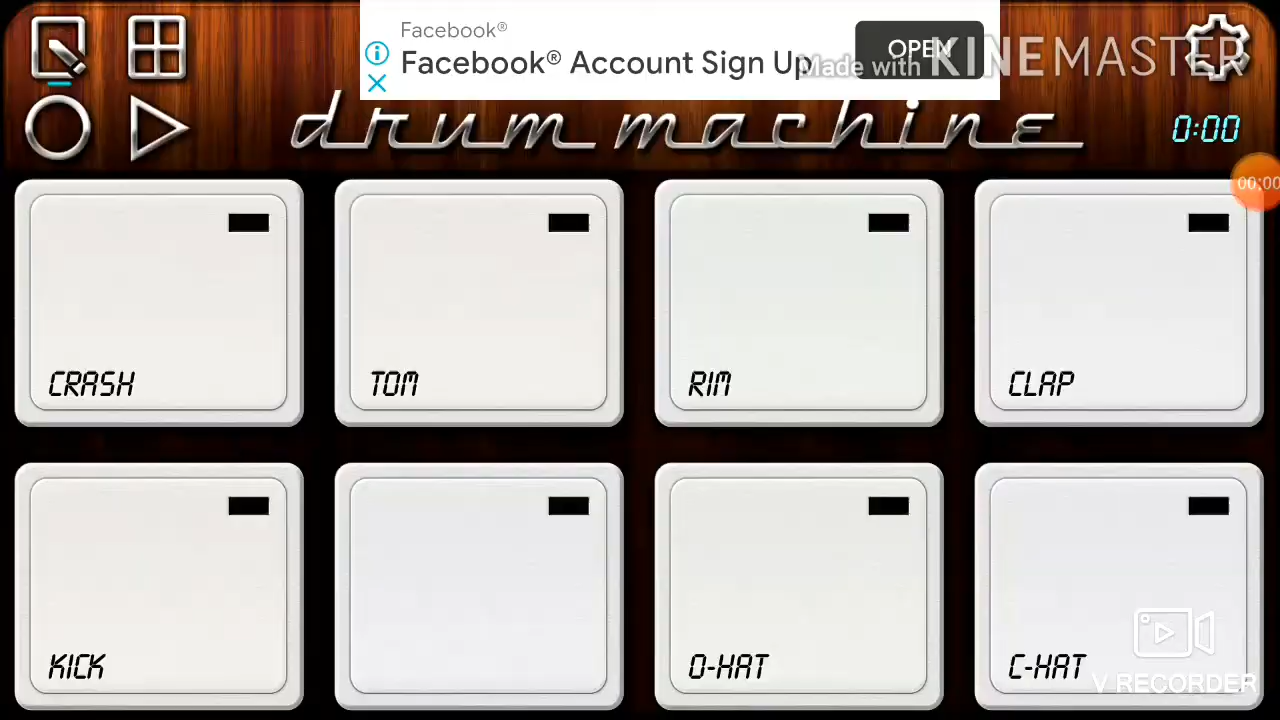 Facebook®
Facebook® Account Sign Up
OPEN
Made with KINEMASTER
drum machine
0:00
00:00
CRASH
TOM
RIM
CLAP
KICK
O-HAT
C-HAT
V RECORDER